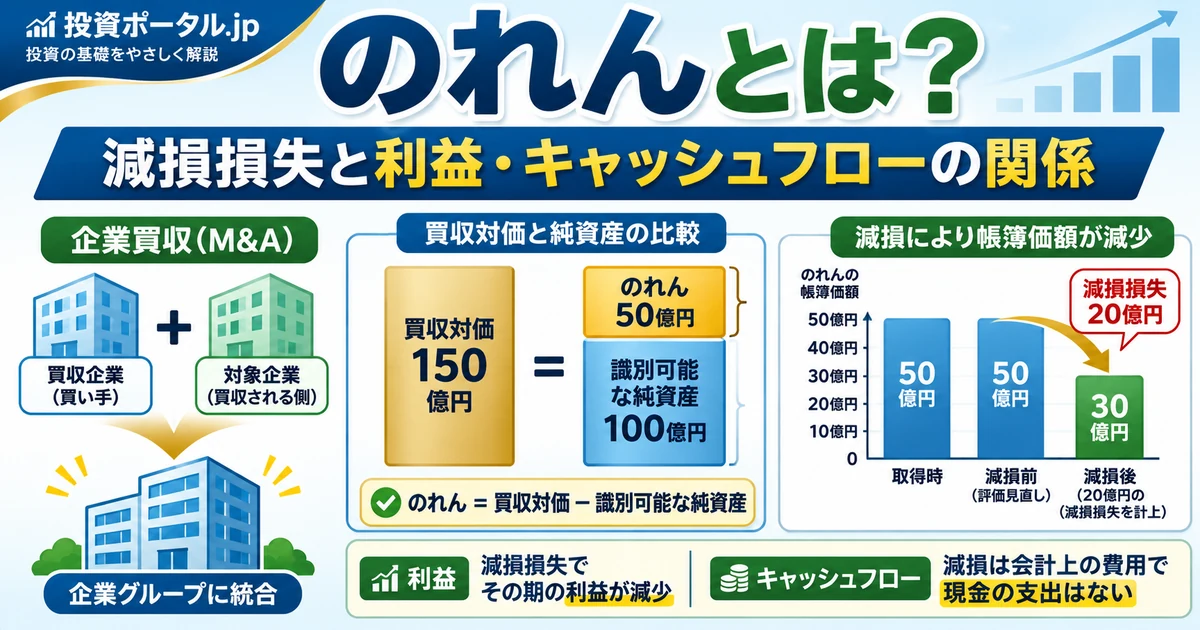 投資ポータル.jp
投資の基礎をやさしく解説
のれんとは?
減損損失と利益・キャッシュフローの関係
企業買収(M&A)
買収企業
(買い手)
+
対象企業
(買収される側)
企業グループに統合
買収対価と純資産の比較
買収対価
150
億円
=
のれん
50億円
識別可能
な純資産
100億円
のれん = 買収対価 − 識別可能な純資産
減損により帳簿価額が減少
のれんの
帳簿価額
50億円
40億円
30億円
20億円
10億円
0
50
億円
50
億円
30
億円
減損損失
20億円
取得時
減損前
(評価見直し)
減損後
(20億円の
減損損失を計上)
利益
減損損失で
その期の利益が減少
キャッシュフロー
減損は会計上の費用で
現金の支出はない